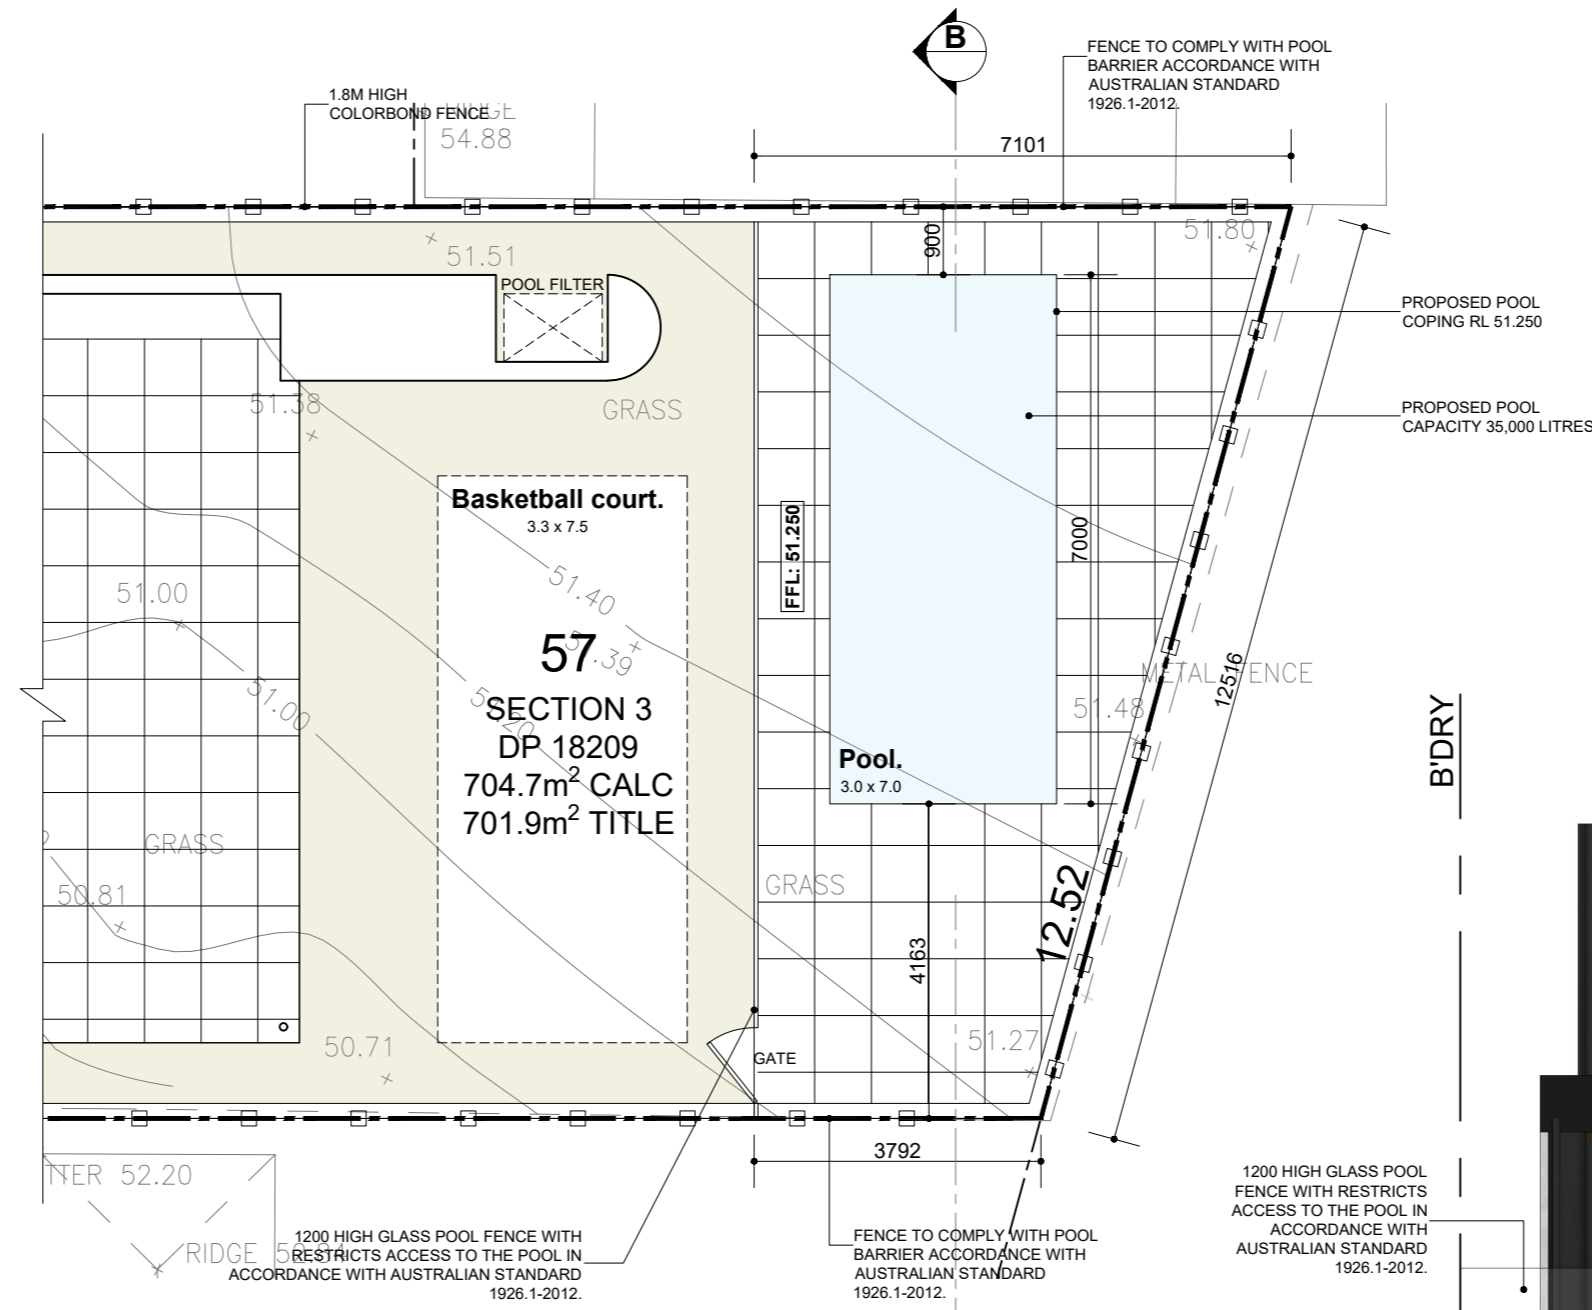 B
FENCE TO COMPLY WITH POOL
BARRIER ACCORDANCE WITH
AUSTRALIAN STANDARD
1926.1-2012.
1.8M HIGH
COLORBOND FENCE
54.88
7101
900
51.80
51.51
POOL FILTER
PROPOSED POOL
COPING RL 51.250
PROPOSED POOL
CAPACITY 35,000 LITRES
51.38
GRASS
Basketball court.
3.3 x 7.5
FFL: 51.250
7000
51.00
51.40
57
51.00
SECTION 3
DP 18209
704.7m² CALC
701.9m² TITLE
METAL FENCE
12516
51.48
B'DRY
Pool.
3.0 x 7.0
GRASS
50.81
GRASS
12.52
4163
50.71
51.27
GATE
3792
52.20
RIDGE
1200 HIGH GLASS POOL FENCE WITH
RESTRICTS ACCESS TO THE POOL IN
ACCORDANCE WITH AUSTRALIAN STANDARD
1926.1-2012.
FENCE TO COMPLY WITH POOL
BARRIER ACCORDANCE WITH
AUSTRALIAN STANDARD
1926.1-2012.
1200 HIGH GLASS POOL
FENCE WITH RESTRICTS
ACCESS TO THE POOL IN
ACCORDANCE WITH
AUSTRALIAN STANDARD
1926.1-2012.